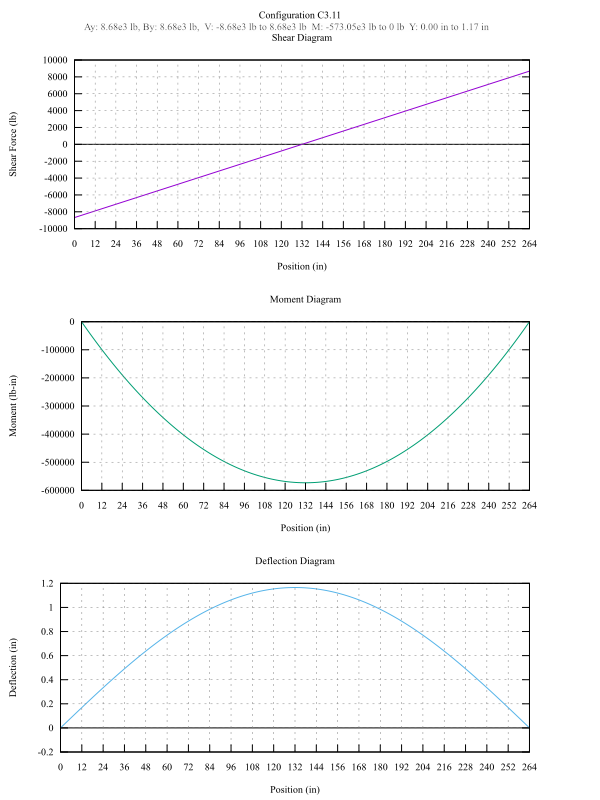 Configuration C3.11
Ay: 8.68e3 lb, By: 8.68e3 lb,  V: -8.68e3 lb to 8.68e3 lb  M: -573.05e3 lb to 0 lb  Y: 0.00 in to 1.17 in
Shear Diagram
10000
8000
6000
4000
2000
0
-2000
-4000
-6000
-8000
-10000
Shear Force (lb)
0 12 24 36 48 60 72 84 96 108 120 132 144 156 168 180 192 204 216 228 240 252 264
Position (in)
Moment Diagram
0
-100000
-200000
-300000
-400000
-500000
-600000
Moment (lb-in)
0 12 24 36 48 60 72 84 96 108 120 132 144 156 168 180 192 204 216 228 240 252 264
Position (in)
Deflection Diagram
1.2
1
0.8
0.6
0.4
0.2
0
-0.2
Deflection (in)
0 12 24 36 48 60 72 84 96 108 120 132 144 156 168 180 192 204 216 228 240 252 264
Position (in)